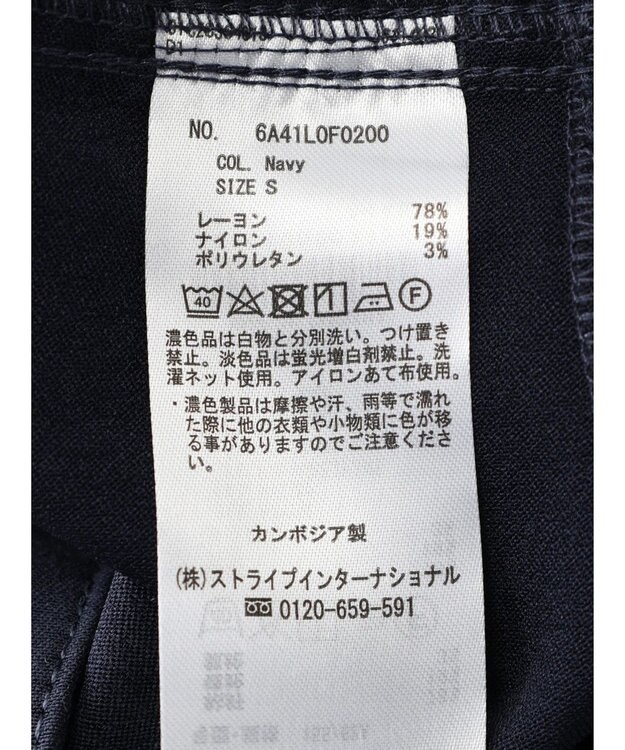 NO. 6A41L0F0200
COL. Navy
SIZE S
レーヨン 78%
ナイロン 19%
ポリウレタン 3%
40 F
濃色品は白物と分別洗い。つけ置き
禁止。淡色品は蛍光増白剤禁止。洗
濯ネット使用。アイロンあて布使用。
・濃色製品は摩擦や汗、雨等で濡れ
た際に他の衣類や小物類に色が移
る事がありますのでご注意くださ
い。
カンボジア製
(株)ストライプインターナショナル
0120-659-591